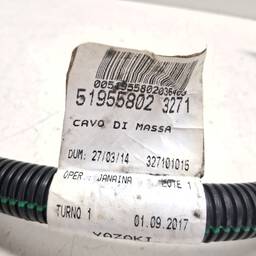 51955802 3271
CAVO DI MASSA
DUM: 27/03/14 327101015
OPER. JANAINA LOTE 1
TURNO 1 01.09.2017
YAZAKI